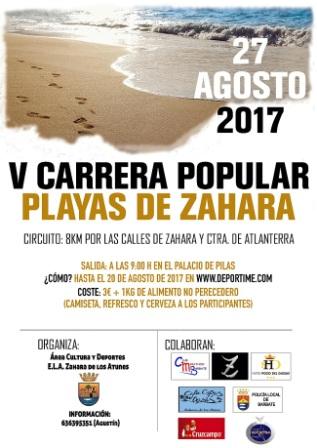 27
AGOSTO
2017
V CARRERA POPULAR
PLAYAS DE ZAHARA
CIRCUITO: 8KM POR LAS CALLES DE ZAHARA Y CTRA. DE ATLANTERRA
SALIDA: A LAS 9:00 H EN EL PALACIO DE PILAS
¿CÓMO? HASTA EL 20 DE AGOSTO DE 2017 EN WWW.DEPORTIME.COM
COSTE: 3€ + 1KG DE ALIMENTO NO PERECEDERO
(CAMISETA, REFRESCO Y CERVEZA A LOS PARTICIPANTES)
ORGANIZA:
Área Cultura y Deportes
E.L.A. Zahara de los Atunes
INFORMACIÓN:
636395351 (Agustín)
COLABORAN:
POLICÍA LOCAL
DE
BARBATE
Cruzcampo